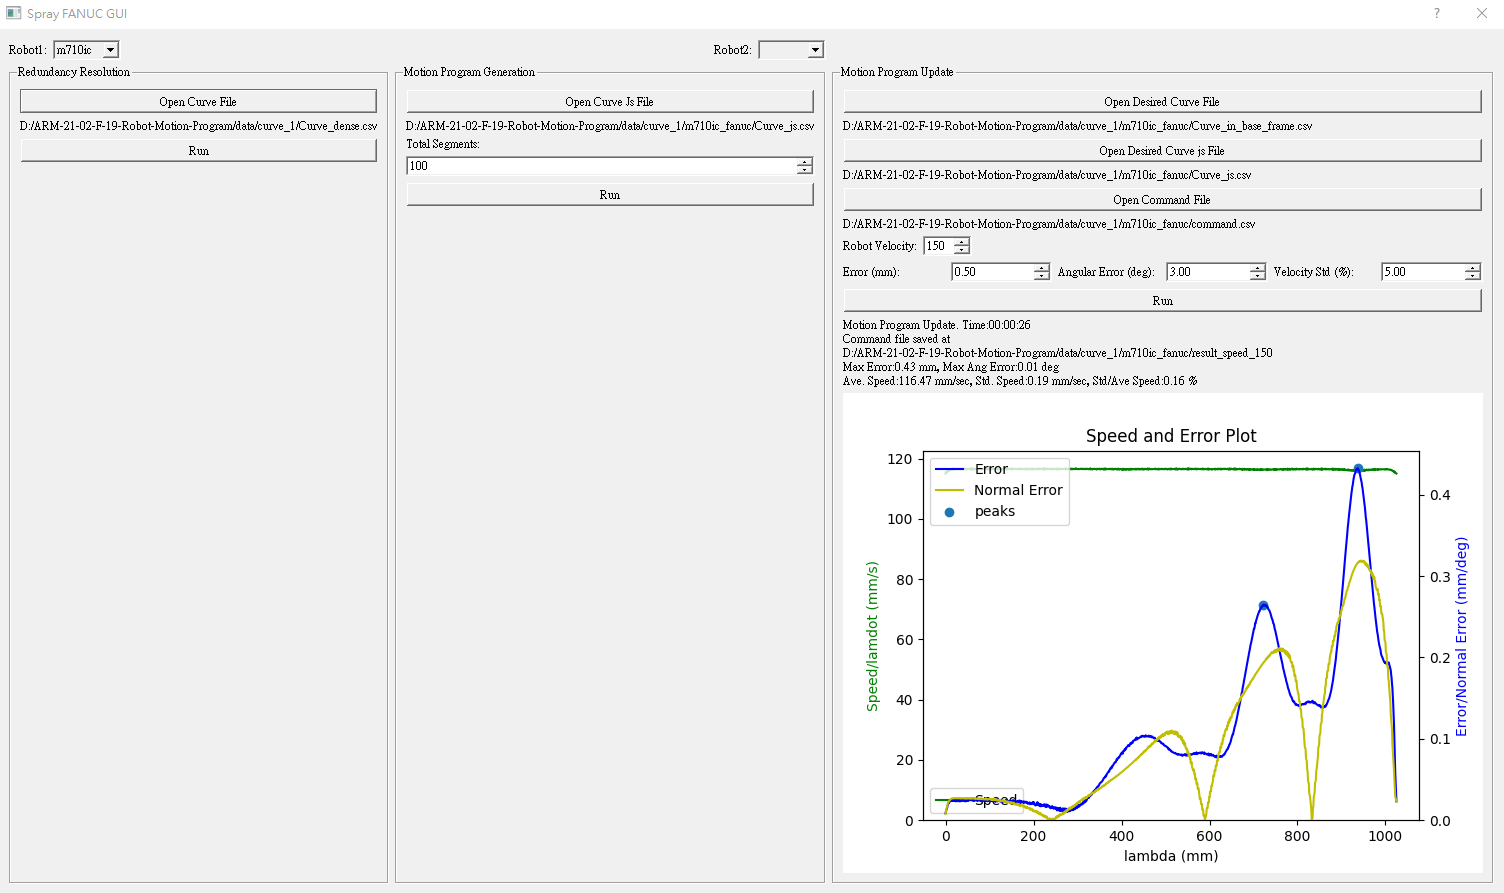 Spray FANUC GUI
?
Robot1: m710ic
Robot2:
Redundancy Resolution
Open Curve File
D:/ARM-21-02-F-19-Robot-Motion-Program/data/curve_1/Curve_dense.csv
Run
Motion Program Generation
Open Curve Js File
D:/ARM-21-02-F-19-Robot-Motion-Program/data/curve_1/m710ic_fanuc/Curve_js.csv
Total Segments:
100
Run
Motion Program Update
Open Desired Curve File
D:/ARM-21-02-F-19-Robot-Motion-Program/data/curve_1/m710ic_fanuc/Curve_in_base_frame.csv
Open Desired Curve js File
D:/ARM-21-02-F-19-Robot-Motion-Program/data/curve_1/m710ic_fanuc/Curve_js.csv
Open Command File
D:/ARM-21-02-F-19-Robot-Motion-Program/data/curve_1/m710ic_fanuc/command.csv
Robot Velocity: 150
Error (mm): 0.50 Angular Error (deg): 3.00 Velocity Std (%): 5.00
Run
Motion Program Update. Time:00:00:26
Command file saved at
D:/ARM-21-02-F-19-Robot-Motion-Program/data/curve_1/m710ic_fanuc/result_speed_150
Max Error:0.43 mm, Max Ang Error:0.01 deg
Ave. Speed:116.47 mm/sec, Std. Speed:0.19 mm/sec, Std/Ave Speed:0.16 %
Speed and Error Plot
120
100
80
60
40
20
0
Speed/lamdot (mm/s)
Error
Normal Error
peaks
Speed
0.4
0.3
0.2
0.1
0.0
Error/Normal Error (mm/deg)
0 200 400 600 800 1000
lambda (mm)